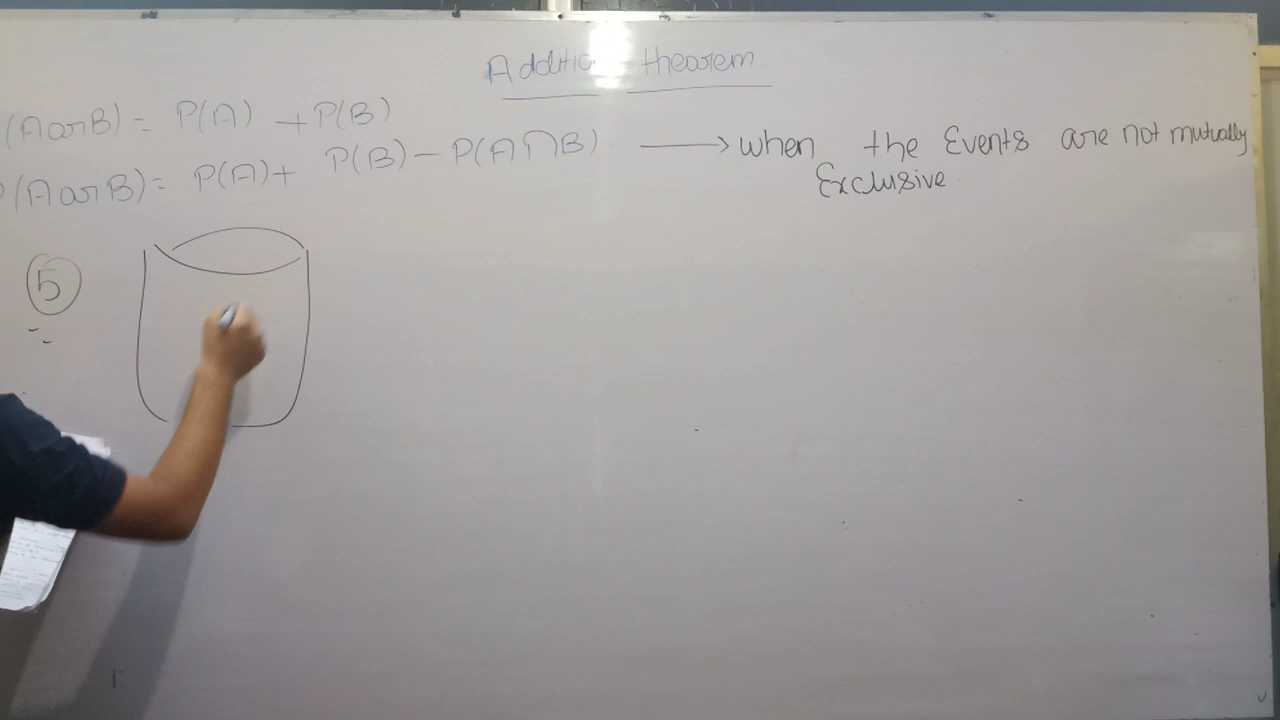 Addition theorem
(A or B) = P(A) + P(B)
P(A or B) = P(A) + P(B) - P(A∩B) → when the Events are not mutually
Exclusive
5